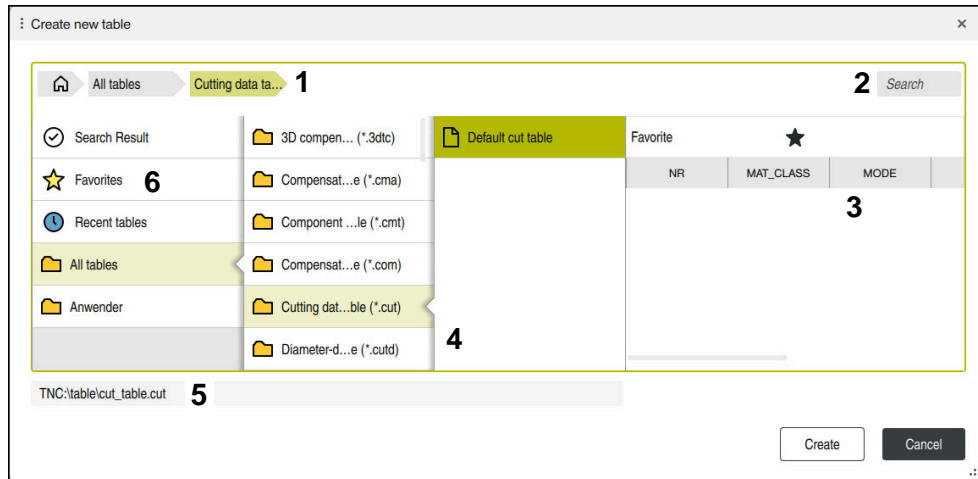 Create new table
All tables
Cutting data ta...
1
2
Search
Search Result
3D compen… (*.3dtc)
Default cut table
Favorite
NR
MAT_CLASS
MODE
Favorites
6
Compensat…e (*.cma)
3
Recent tables
Component …le (*.cmt)
All tables
Compensat…e (*.com)
Anwender
Cutting dat…ble (*.cut)
4
Diameter-d…e (*.cutd)
TNC:\table\cut_table.cut
5
Create
Cancel